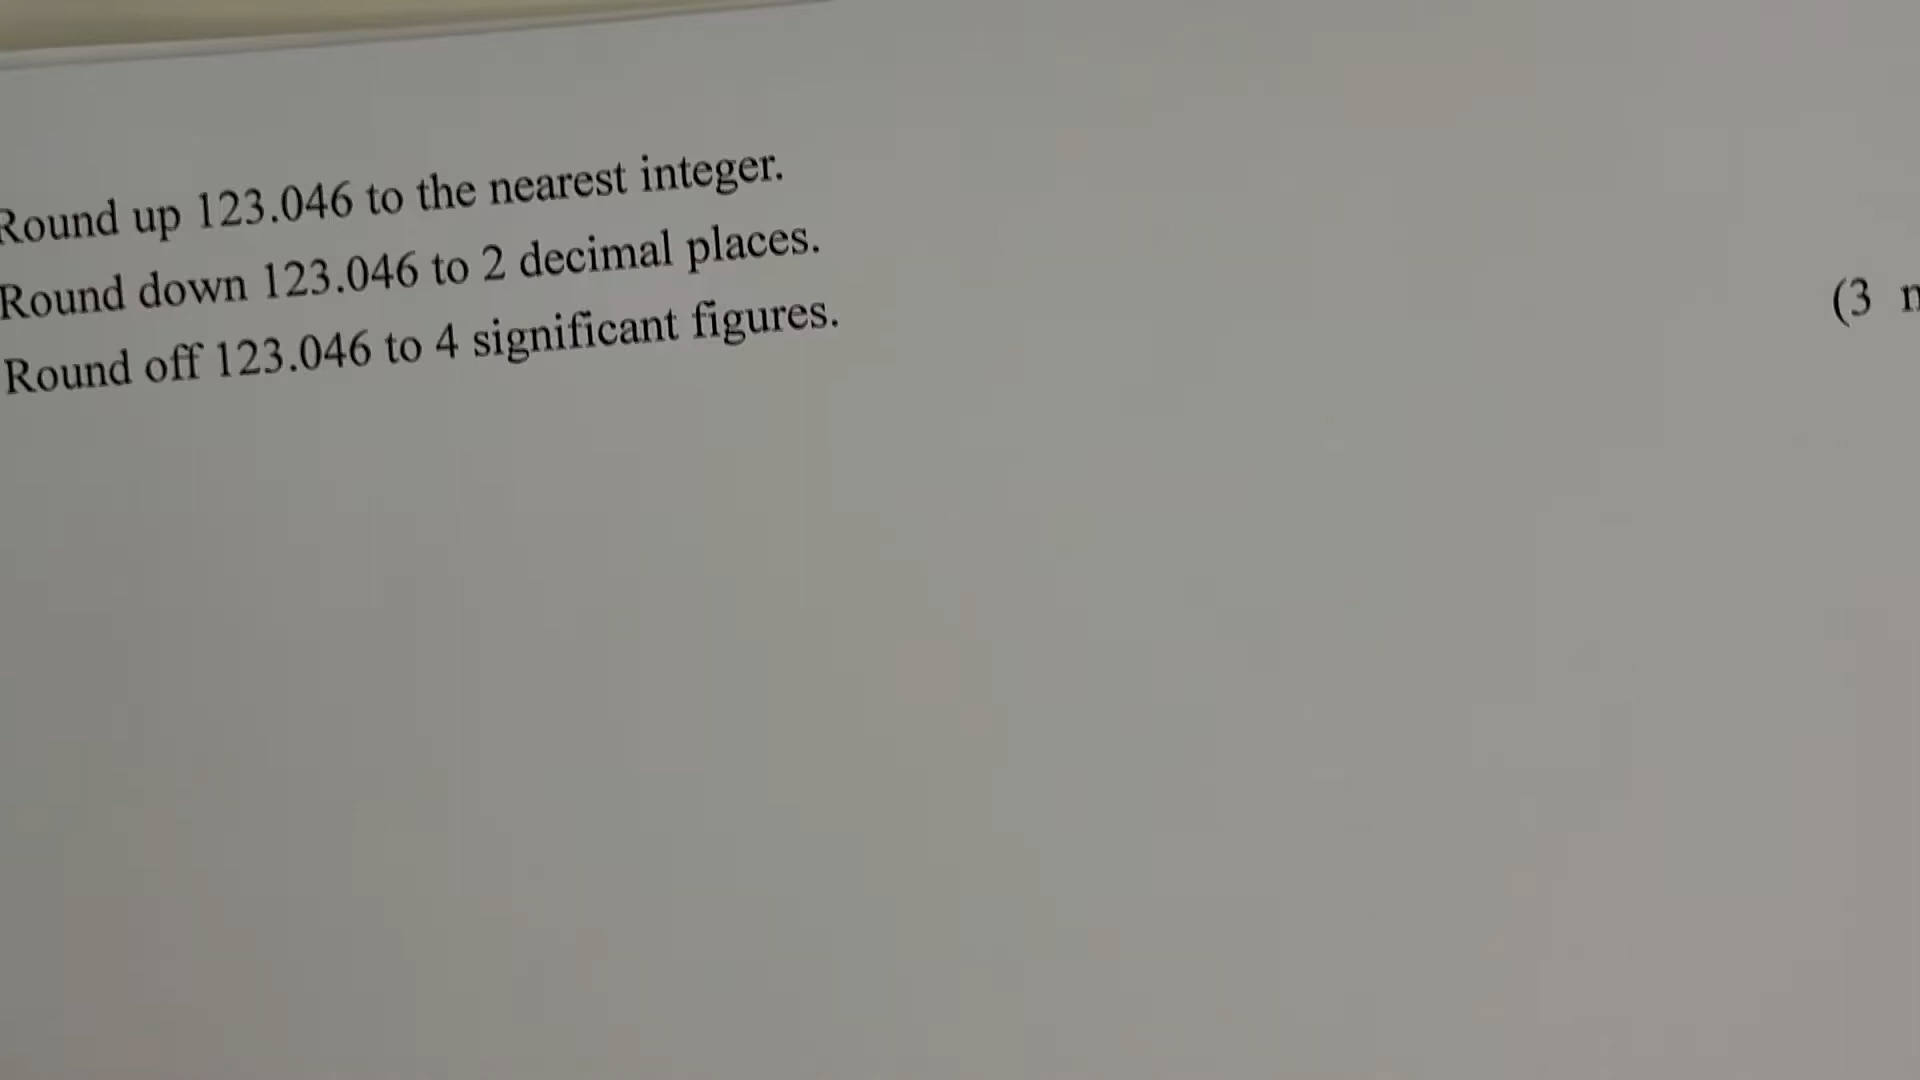 Round up 123.046 to the nearest integer.
Round down 123.046 to 2 decimal places.
Round off 123.046 to 4 significant figures.
(3